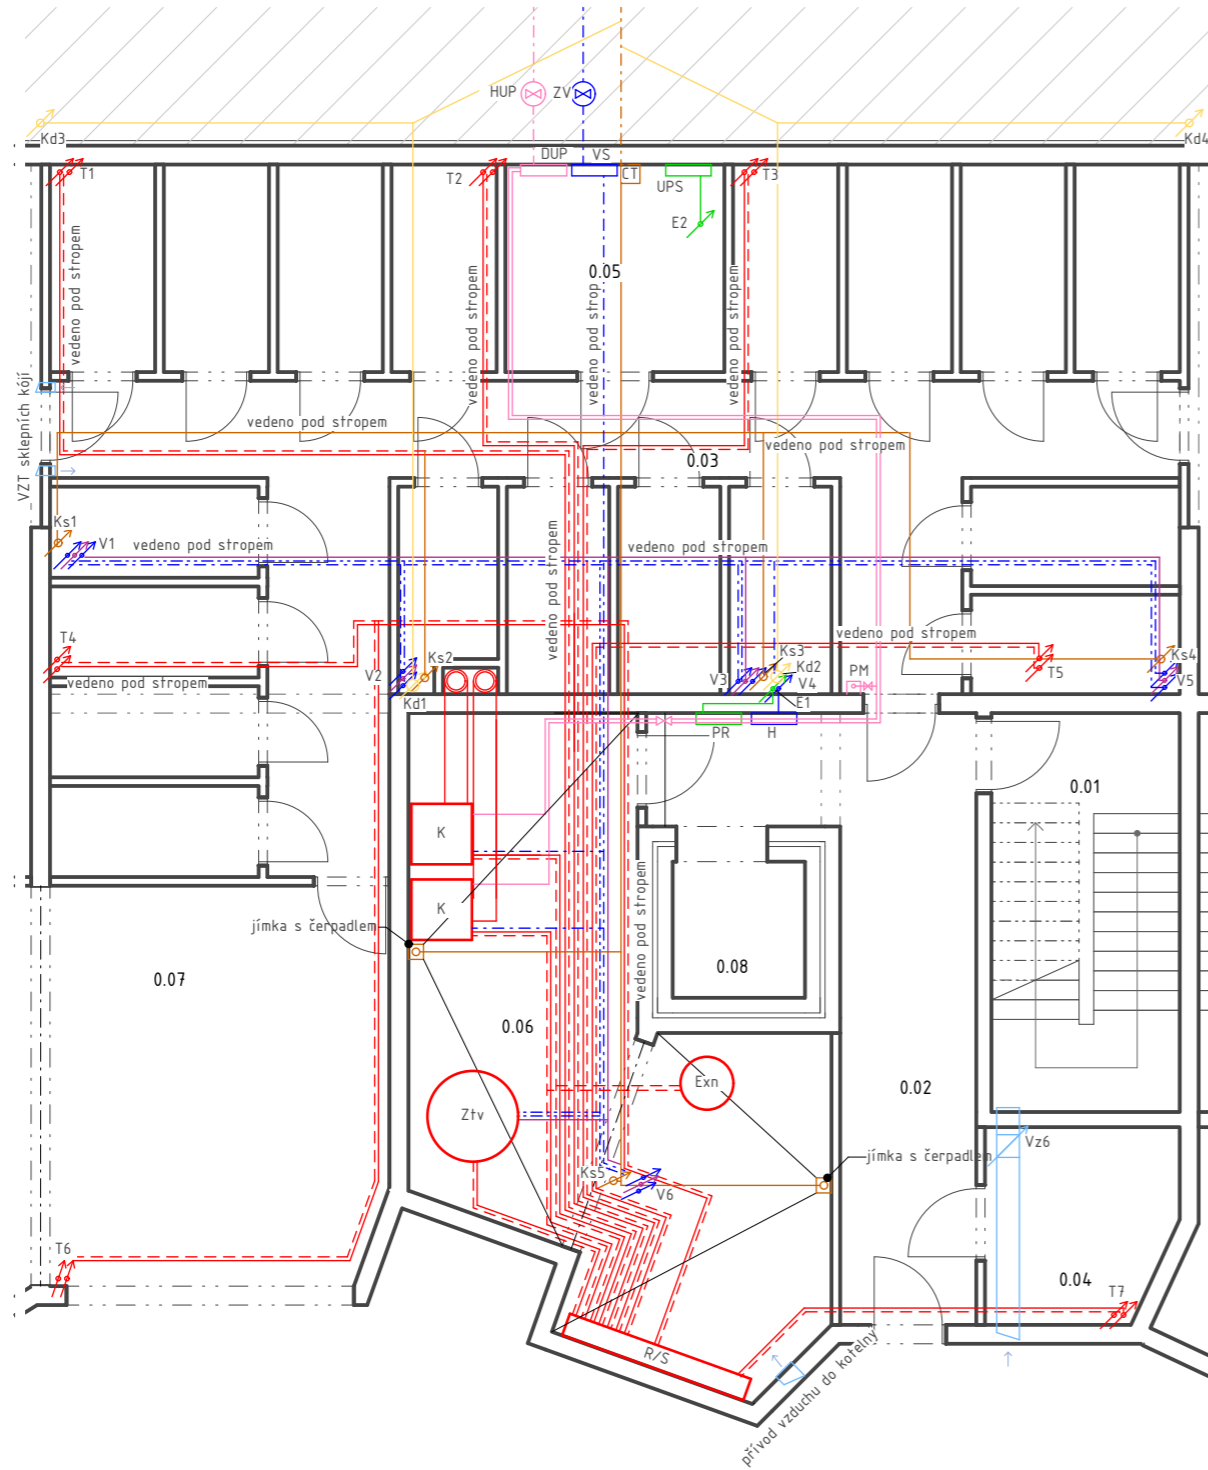 HUP
ZV
Kd3
Kd4
DUP
VS
T1
T2
CT
T3
UPS
E2
vedeno pod stropem
vedeno pod stropem
0.05
vedeno pod strop
vedeno pod stropem
VZT sklepních kójí
vedeno pod stropem
vedeno pod stropem
0.03
Ks1
V1
vedeno pod stropem
vedeno pod stropem
vedeno pod stropem
T4
vedeno pod stropem
V2
Ks2
Kd1
vedeno pod stropem
Ks3
Kd2
V3
V4
E1
PM
T5
Ks4
V5
PR
H
0.01
K
K
jímka s čerpadlem
vedeno pod stropem
0.07
0.08
0.06
Exn
0.02
Ztv
Vz6
jímka s čerpadlem
Ks5
V6
T6
0.04
T7
R/S
přívod vzduchu do kotelny